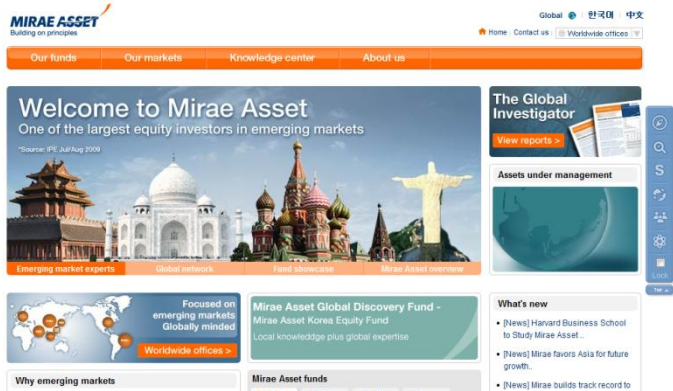 MIRAE ASSET
Building on principles
Global 한국어 中文
Home Contact us Worldwide offices
Our funds Our markets Knowledge center About us
Welcome to Mirae Asset
One of the largest equity investors in emerging markets
*Source: IPE Jul/Aug 2009
Emerging market experts Global network Fund showcase Mirae Asset overview
The Global
Investigator
View reports >
Assets under management
S
Lock
TOP
Focused on
emerging markets
Globally minded
Worldwide offices >
Mirae Asset Global Discovery Fund -
Mirae Asset Korea Equity Fund
Local knowleddge plus global expertise
What's new
• [News] Harvard Business School
to Study Mirae Asset...
• [News] Mirae favors Asia for future
growth..
• [News] Mirae builds track record to
Why emerging markets
Mirae Asset funds